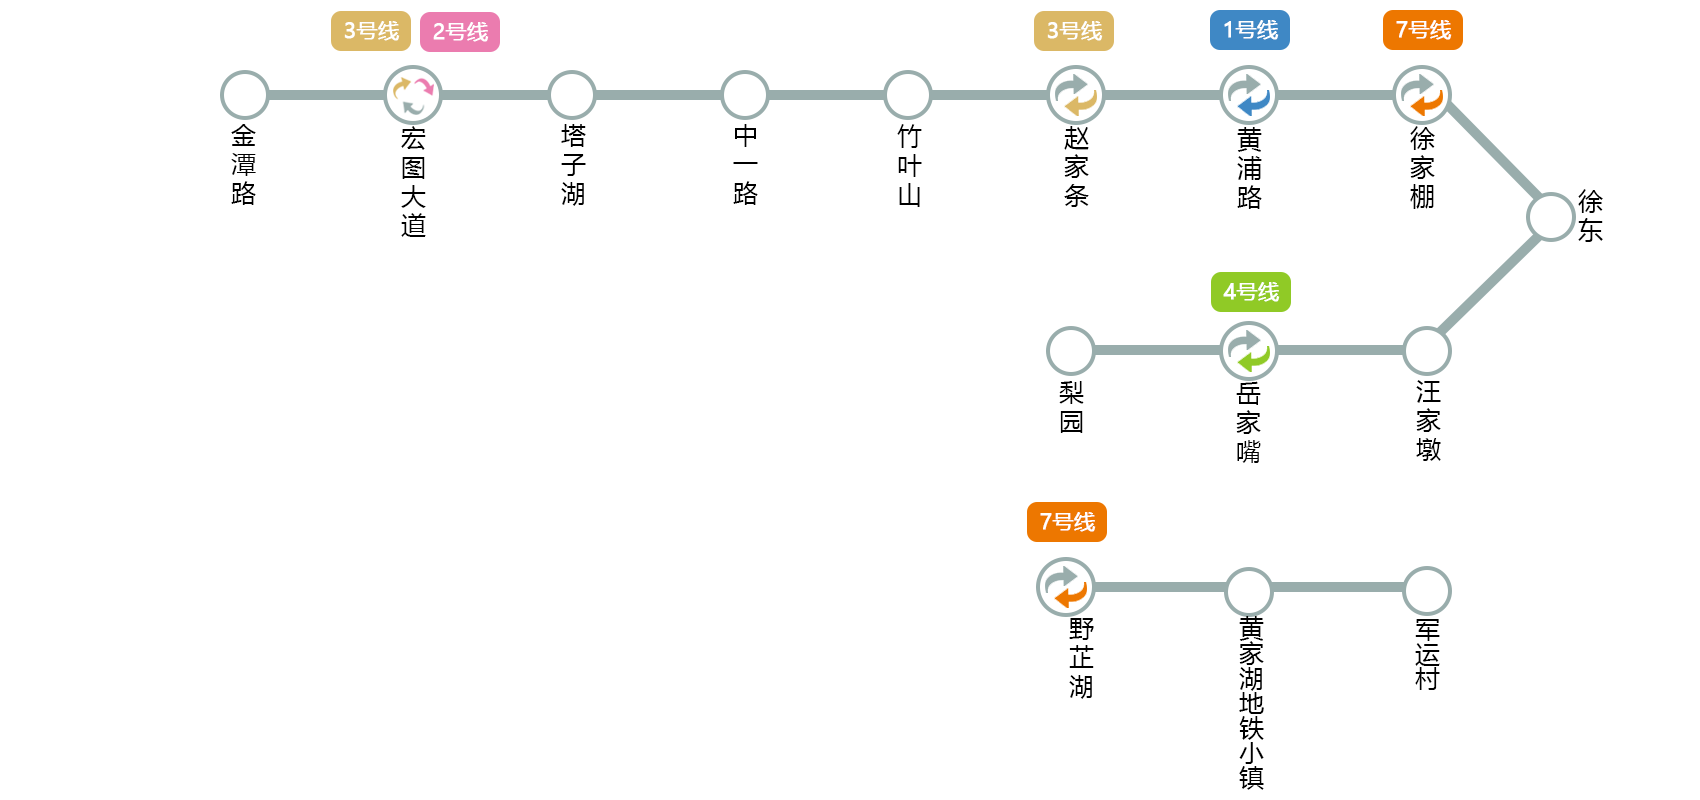 3号线
2号线
3号线
1号线
7号线
金潭路
宏图大道
塔子湖
中一路
竹叶山
赵家条
黄浦路
徐家棚
徐东
4号线
梨园
岳家嘴
汪家墩
7号线
野芷湖
黄家湖地铁小镇
军运村